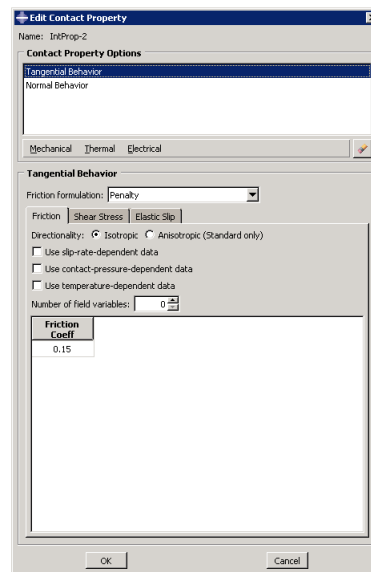 Edit Contact Property
Name: IntProp-2
Contact Property Options
Tangential Behavior
Normal Behavior
Mechanical Thermal Electrical
Tangential Behavior
Friction formulation: Penalty
Friction Shear Stress Elastic Slip
Directionality: Isotropic Anisotropic (Standard only)
Use slip-rate-dependent data
Use contact-pressure-dependent data
Use temperature-dependent data
Number of field variables: 0
Friction
Coeff
0.15
OK Cancel